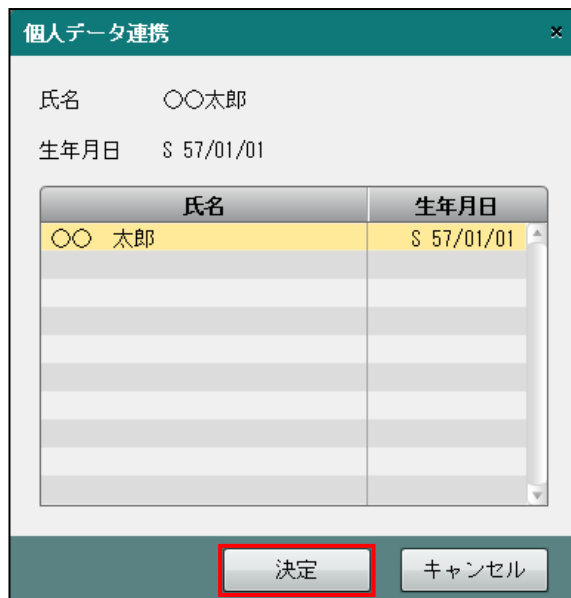 個人データ連携
氏名 〇〇太郎
生年月日 S 57/01/01
氏名 生年月日
〇〇 太郎 S 57/01/01
決定 キャンセル